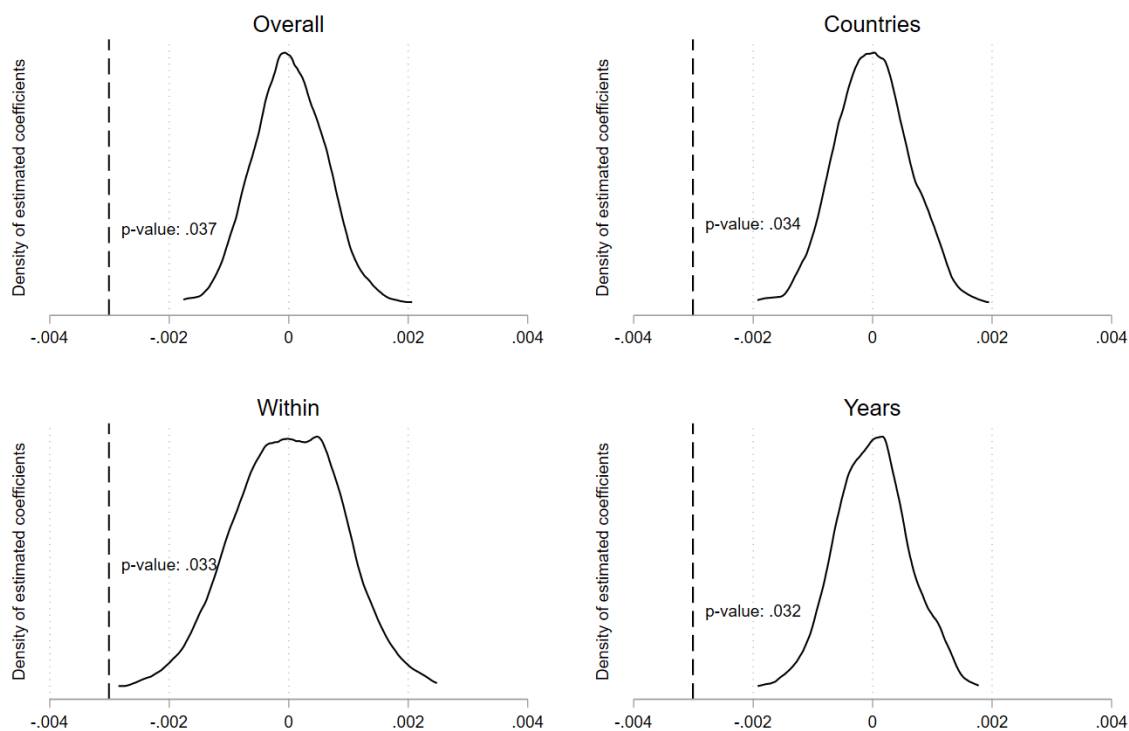 Overall
Density of estimated coefficients
p-value: .037
-.004 -.002 0 .002 .004
Countries
Density of estimated coefficients
p-value: .034
-.004 -.002 0 .002 .004
Within
Density of estimated coefficients
p-value: .033
-.004 -.002 0 .002 .004
Years
Density of estimated coefficients
p-value: .032
-.004 -.002 0 .002 .004